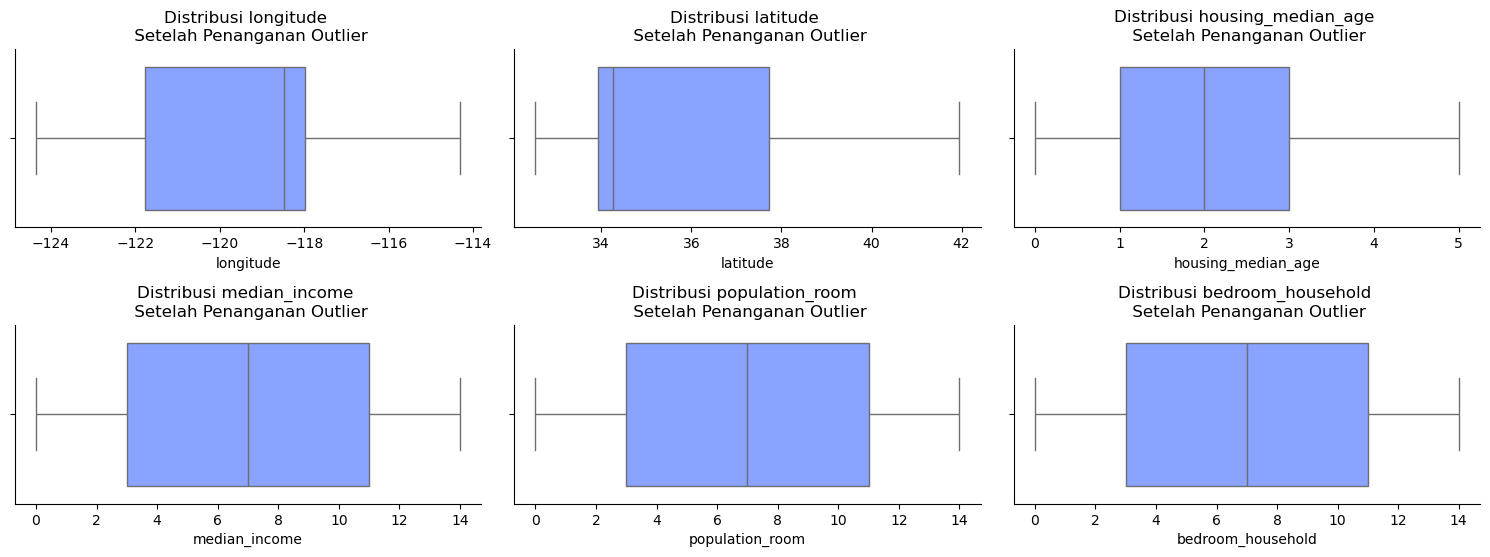 Distribusi longitude
Setelah Penanganan Outlier
−124 −122 −120 −118 −116 −114
longitude
Distribusi latitude
Setelah Penanganan Outlier
34 36 38 40 42
latitude
Distribusi housing_median_age
Setelah Penanganan Outlier
0 1 2 3 4 5
housing_median_age
Distribusi median_income
Setelah Penanganan Outlier
0 2 4 6 8 10 12 14
median_income
Distribusi population_room
Setelah Penanganan Outlier
0 2 4 6 8 10 12 14
population_room
Distribusi bedroom_household
Setelah Penanganan Outlier
0 2 4 6 8 10 12 14
bedroom_household